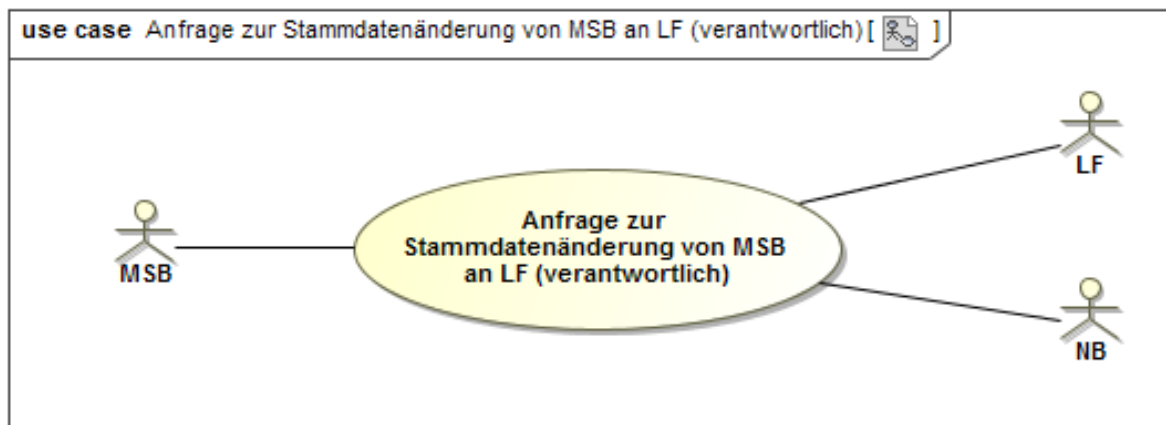 use case Anfrage zur Stammdatenänderung von MSB an LF (verantwortlich) [ ]
LF
Anfrage zur
Stammdatenänderung von MSB
an LF (verantwortlich)
MSB
NB